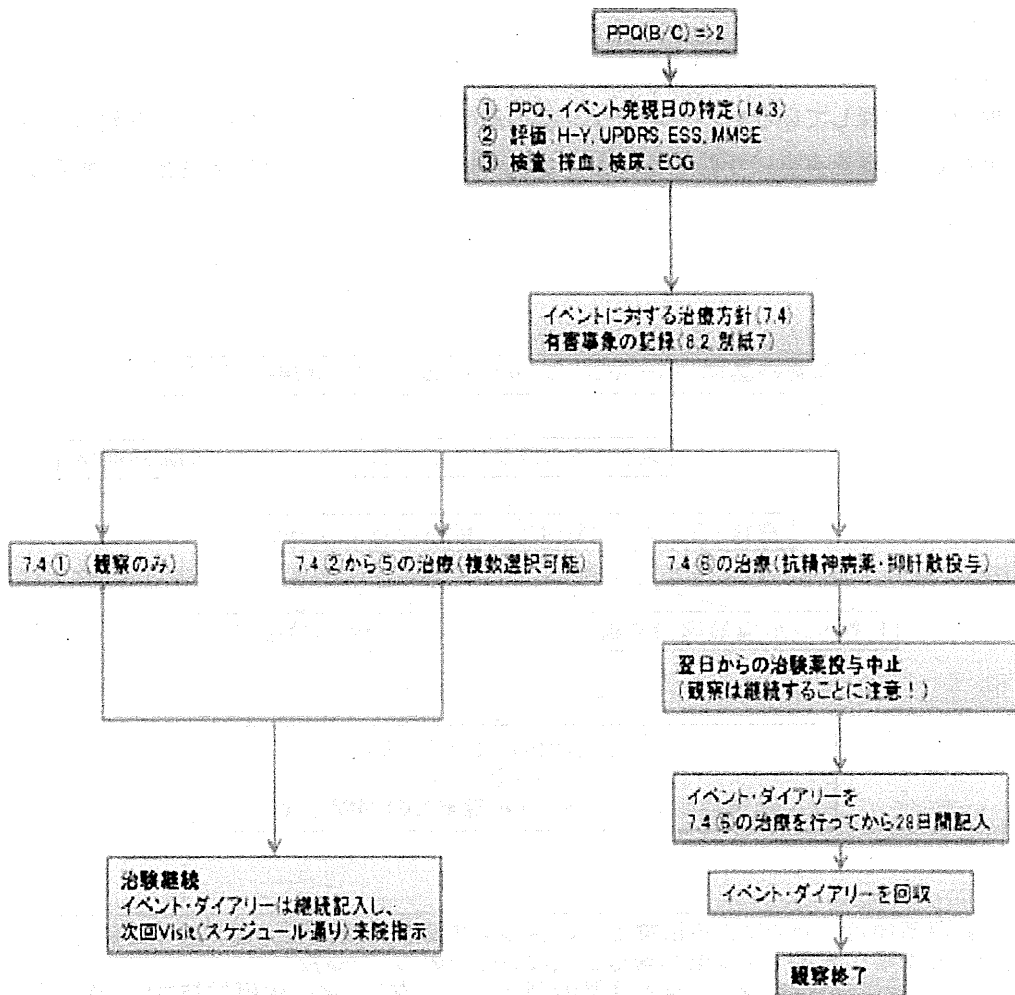 PPQ(B/C) =>2
① PPQ、イベント発現日の特定(14.3)
② 評価 H-Y, UPDRS, ESS, MMSE
③ 検査 採血、検尿、ECG
イベントに対する治療方針(7.4)
有害事象の記録(8.2 別紙7)
7.4① (観察のみ)
7.4②から⑤の治療(複数選択可能)
7.4⑥の治療(抗精神病薬・抑肝散投与)
翌日からの治験薬投与中止
(観察は継続することに注意!)
イベント・ダイアリーを
7.4⑥の治療を行ってから28日間記入
治験継続
イベント・ダイアリーは継続記入し、
次回Visit(スケジュール通り)来院指示
イベント・ダイアリーを回収
観察終了